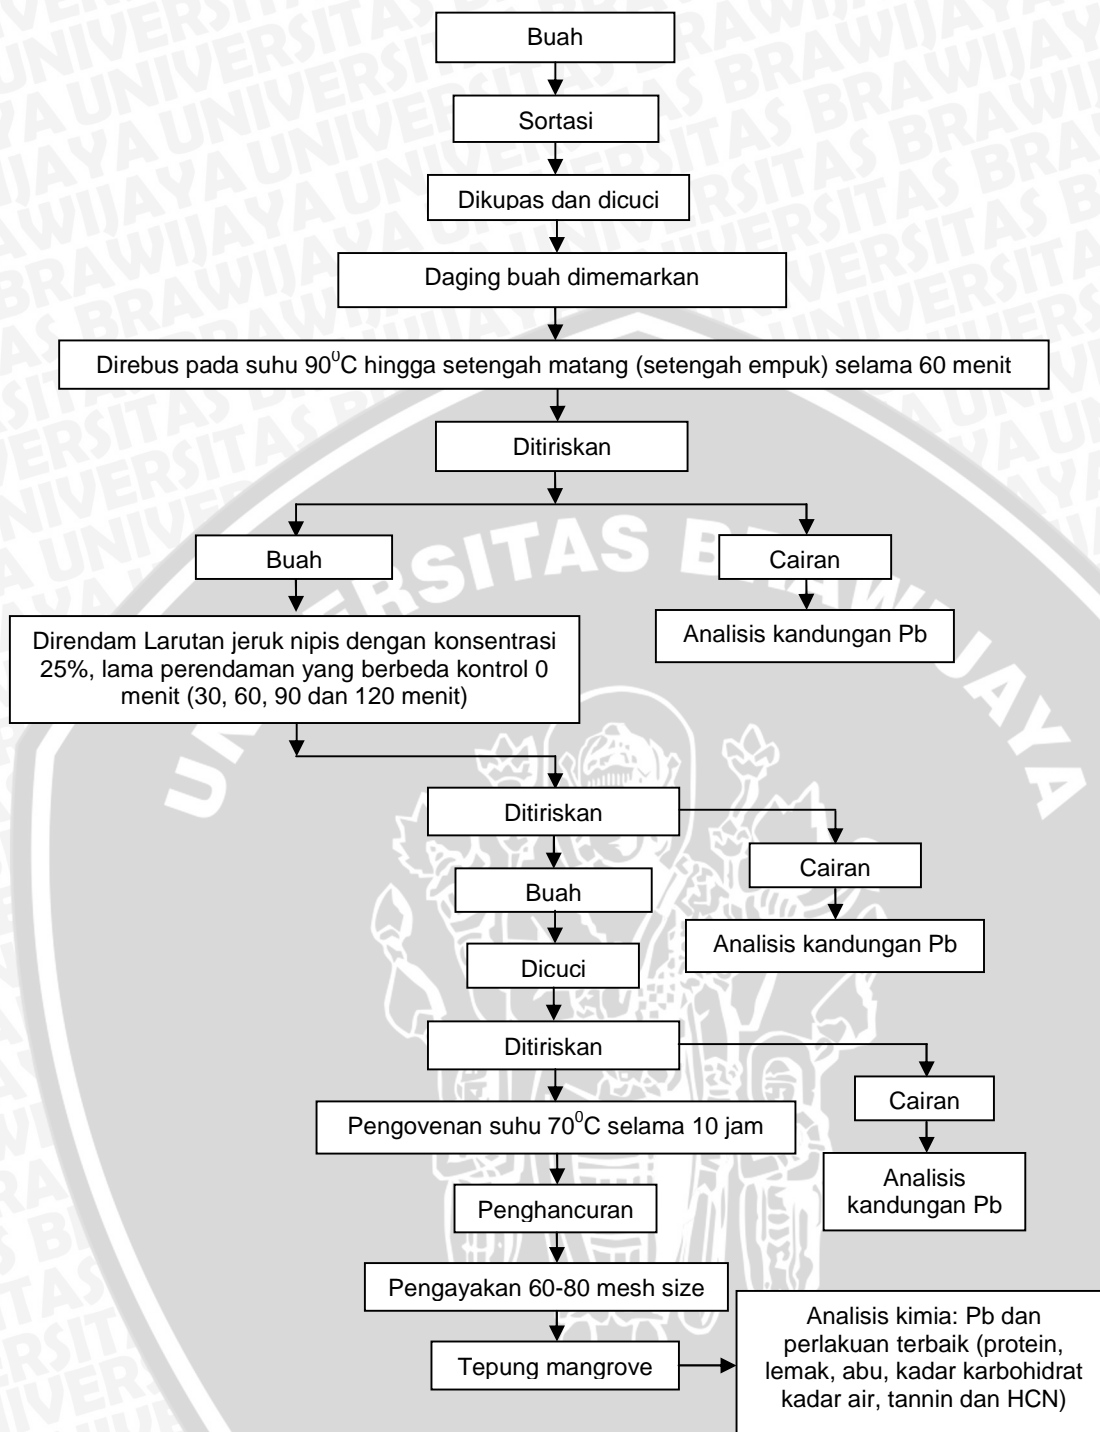 Buah
Sortasi
Dikupas dan dicuci
Daging buah dimemarkan
Direbus pada suhu 90⁰C hingga setengah matang (setengah empuk) selama 60 menit
Ditiriskan
Buah
Cairan
Direndam Larutan jeruk nipis dengan konsentrasi
25%, lama perendaman yang berbeda kontrol 0
menit (30, 60, 90 dan 120 menit)
Analisis kandungan Pb
Ditiriskan
Cairan
Buah
Analisis kandungan Pb
Dicuci
Ditiriskan
Cairan
Pengovenan suhu 70⁰C selama 10 jam
Analisis
kandungan Pb
Penghancuran
Pengayakan 60-80 mesh size
Tepung mangrove
Analisis kimia: Pb dan
perlakuan terbaik (protein,
lemak, abu, kadar karbohidrat
kadar air, tannin dan HCN)
UNIVERSITAS BRAWIJAYA